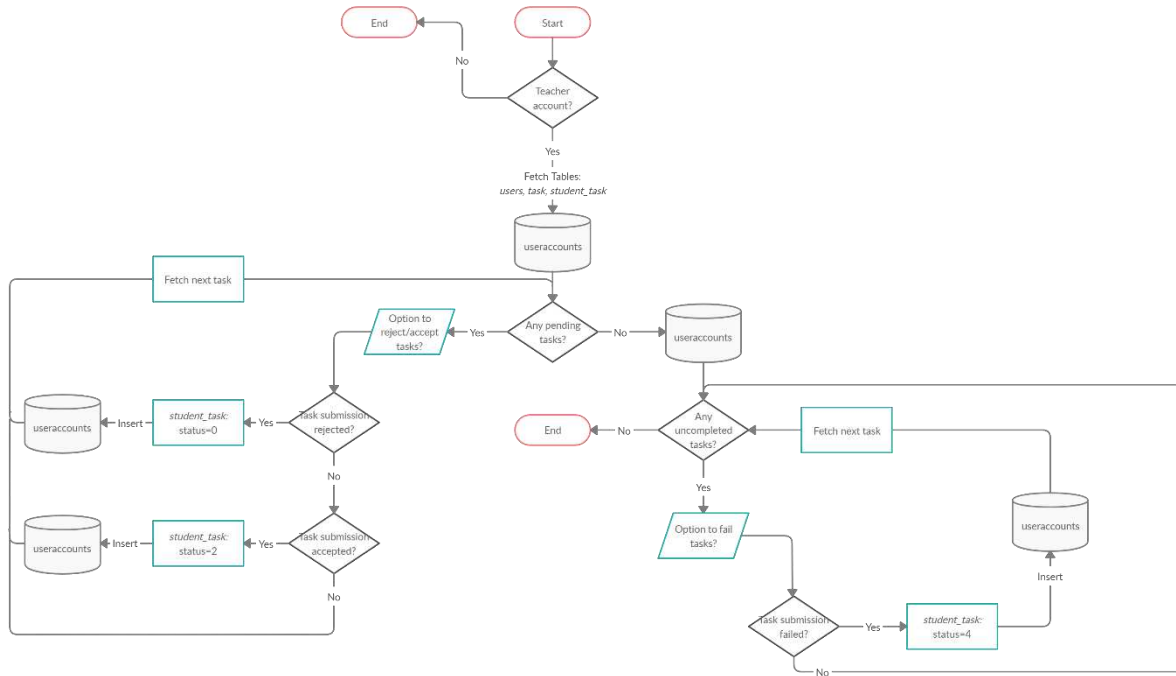 End
Start
No
Teacher
account?
Yes
Fetch Tables:
users, task, student_task
useraccounts
Fetch next task
Option to
reject/accept
tasks?
Yes
Any pending
tasks?
No
useraccounts
useraccounts
Insert
student_task:
status=0
Yes
Task submission
rejected?
End
No
Any
uncompleted
tasks?
Fetch next task
No
Yes
useraccounts
Insert
student_task:
status=2
Yes
Task submission
accepted?
Option to fail
tasks?
useraccounts
Insert
No
Task submission
failed?
Yes
student_task:
status=4
No